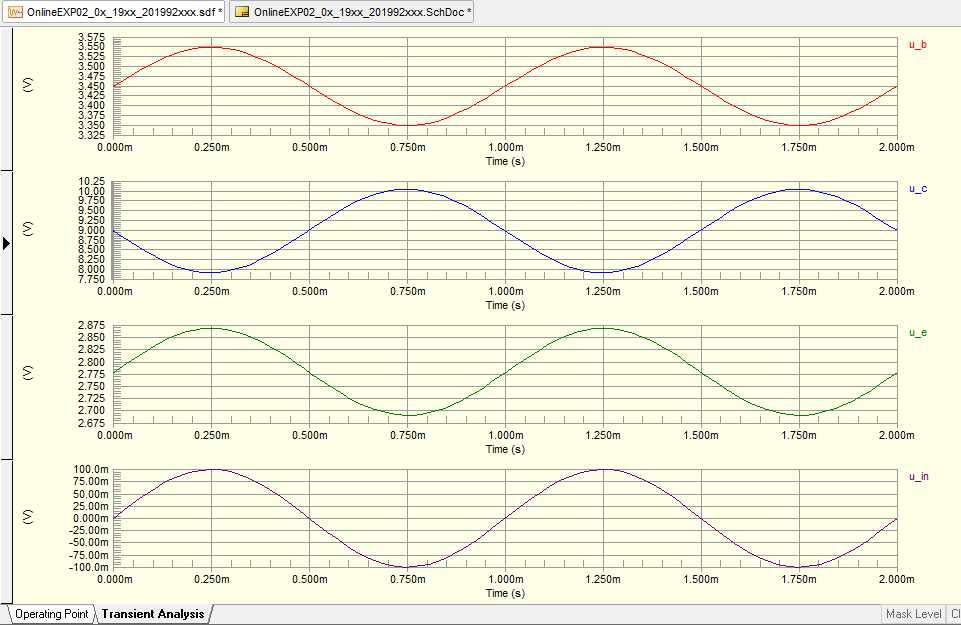 OnlineEXP02_0x_19xx_201992xxx.sdf * OnlineEXP02_0x_19xx_201992xxx.SchDoc *
3.575
3.550
3.525
3.500
3.475
3.450
3.425
3.400
3.375
3.350
3.325
(V)
u_b
0.000m 0.250m 0.500m 0.750m 1.000m 1.250m 1.500m 1.750m 2.000m
Time (s)
10.25
10.00
9.750
9.500
9.250
9.000
8.750
8.500
8.250
8.000
7.750
(V)
u_c
0.000m 0.250m 0.500m 0.750m 1.000m 1.250m 1.500m 1.750m 2.000m
Time (s)
2.875
2.850
2.825
2.800
2.775
2.750
2.725
2.700
2.675
(V)
u_e
0.000m 0.250m 0.500m 0.750m 1.000m 1.250m 1.500m 1.750m 2.000m
Time (s)
100.0m
75.00m
50.00m
25.00m
0.000m
-25.00m
-50.00m
-75.00m
-100.0m
(V)
u_in
0.000m 0.250m 0.500m 0.750m 1.000m 1.250m 1.500m 1.750m 2.000m
Time (s)
Operating Point Transient Analysis Mask Level Cl